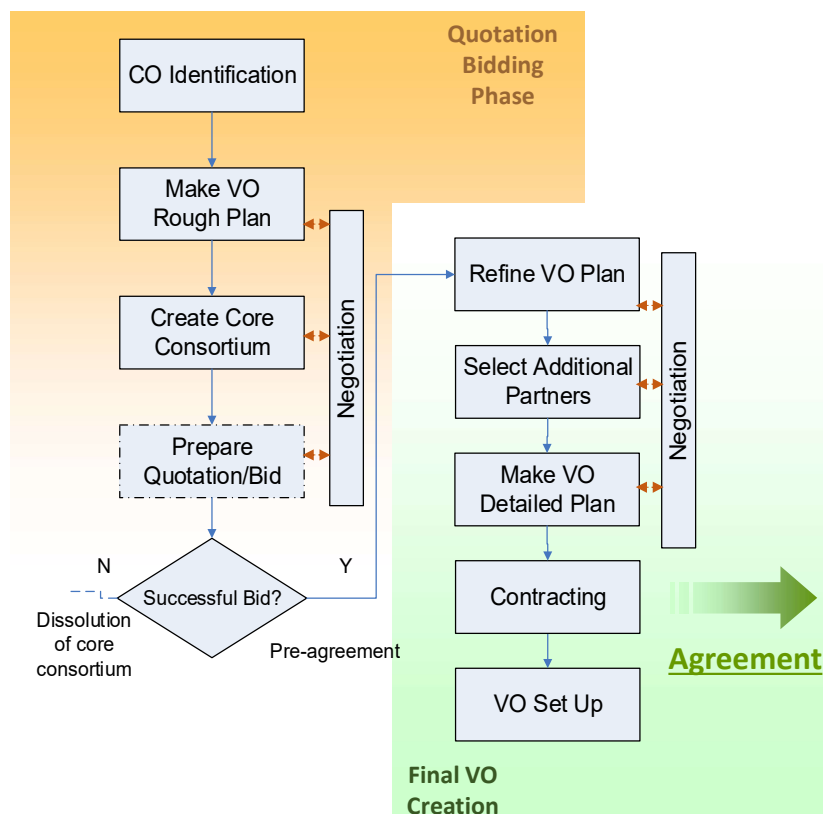 Quotation
Bidding
Phase
CO Identification
Make VO
Rough Plan
Create Core
Consortium
Prepare
Quotation/Bid
Negotiation
Successful Bid?
N
Y
Dissolution
of core
consortium
Pre-agreement
Refine VO Plan
Select Additional
Partners
Make VO
Detailed Plan
Negotiation
Contracting
VO Set Up
Agreement
Final VO
Creation